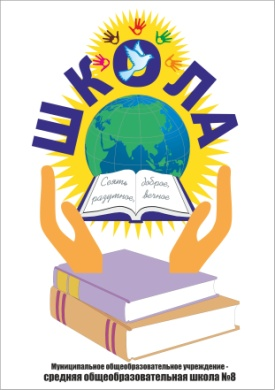 ШКОЛА
Сеять доброе,
разумное, вечное
Муниципальное общеобразовательное учреждение -
средняя общеобразовательная школа №8